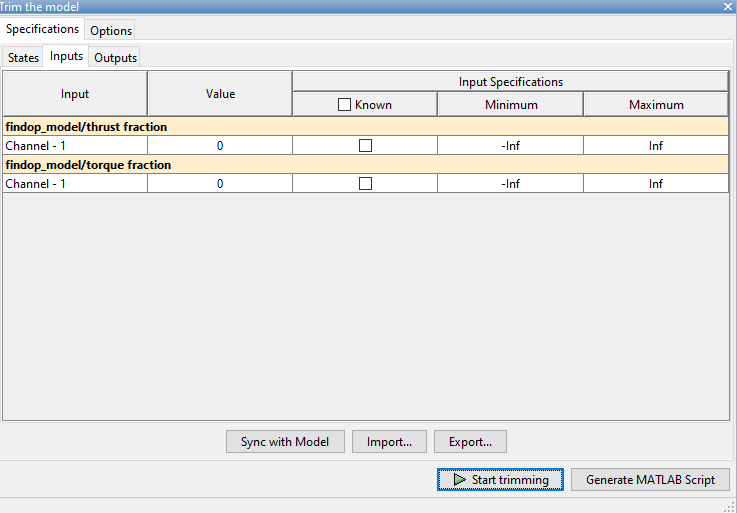 Trim the model
Specifications Options
States Inputs Outputs
Input Value Input Specifications
Known Minimum Maximum
findop_model/thrust fraction
Channel - 1 0 -Inf Inf
findop_model/torque fraction
Channel - 1 0 -Inf Inf
Sync with Model Import... Export...
Start trimming Generate MATLAB Script